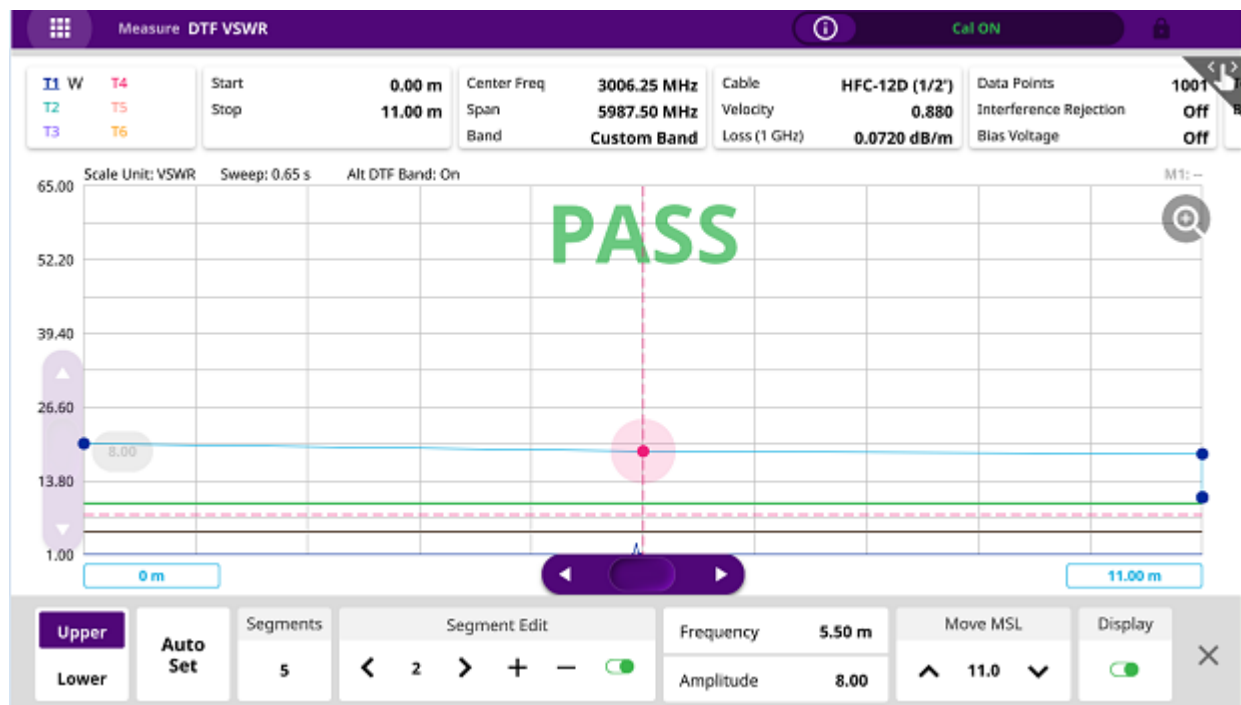 Measure DTF VSWR
Cal ON
T1 W T4
T2 T5
T3 T6
Start 0.00 m
Stop 11.00 m
Center Freq 3006.25 MHz
Span 5987.50 MHz
Band Custom Band
Cable HFC-12D (1/2")
Velocity 0.880
Loss (1 GHz) 0.0720 dB/m
Data Points 1001
Interference Rejection Off
Bias Voltage Off
Scale Unit: VSWR Sweep: 0.65 s Alt DTF Band: On
M1: --
65.00
PASS
52.20
39.40
26.60
8.00
13.80
1.00
0 m
11.00 m
Upper
Lower
Auto
Set
Segments
5
Segment Edit
2
Frequency 5.50 m
Amplitude 8.00
Move MSL
11.0
Display